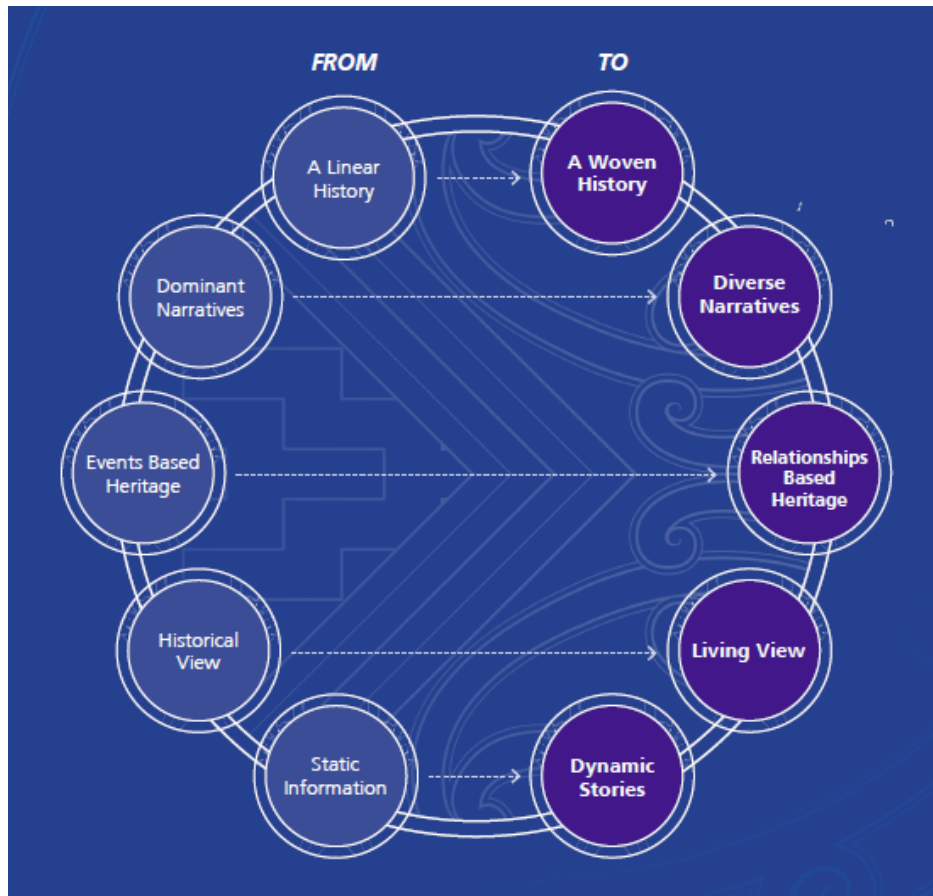 FROM
TO
A Linear
History
A Woven
History
Dominant
Narratives
Diverse
Narratives
Events Based
Heritage
Relationships
Based
Heritage
Historical
View
Living View
Static
Information
Dynamic
Stories